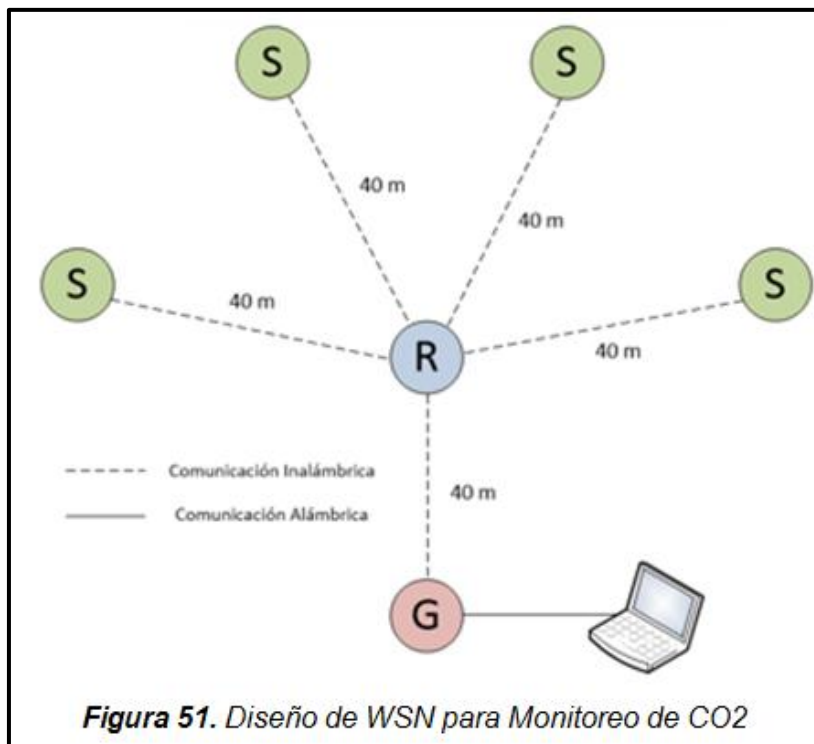 S
S
40 m
40 m
S
S
40 m
40 m
R
Comunicación Inalámbrica
40 m
Comunicación Alámbrica
G
Figura 51. Diseño de WSN para Monitoreo de CO2